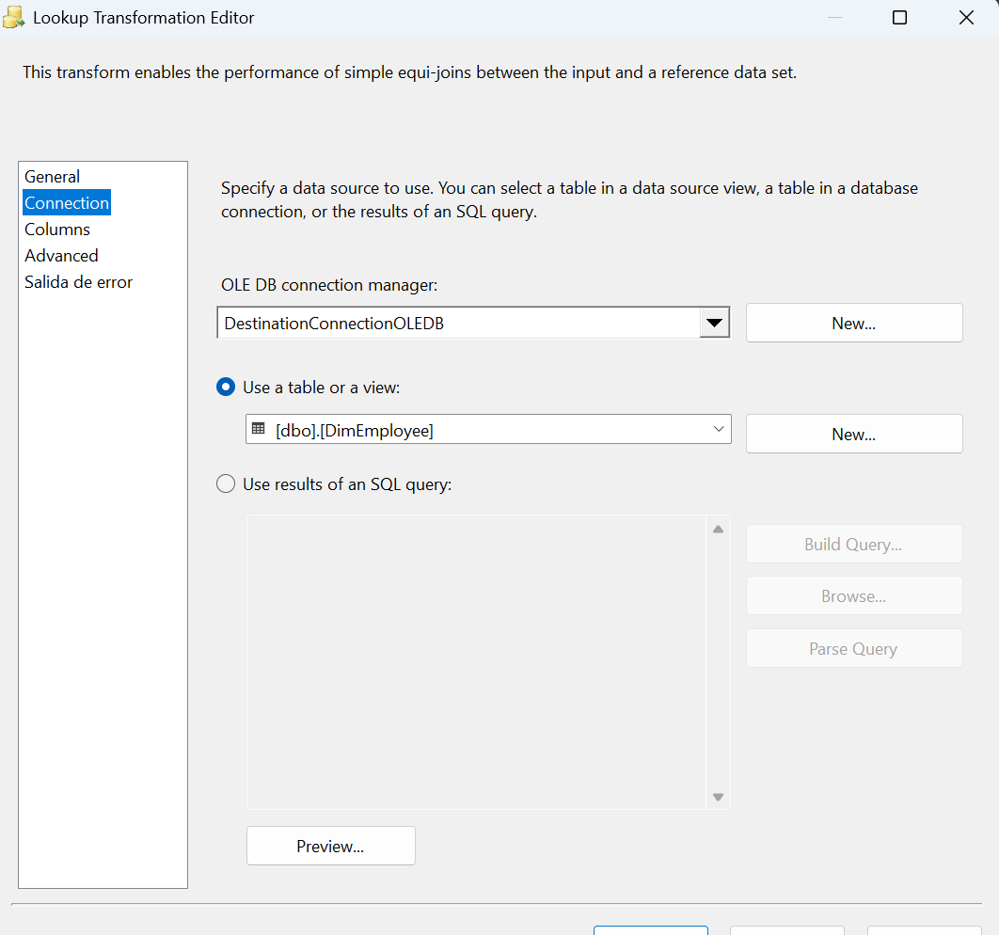 Lookup Transformation Editor
This transform enables the performance of simple equi-joins between the input and a reference data set.
General
Connection
Columns
Advanced
Salida de error
Specify a data source to use. You can select a table in a data source view, a table in a database
connection, or the results of an SQL query.
OLE DB connection manager:
DestinationConnectionOLEDB
New...
Use a table or a view:
[dbo].[DimEmployee]
New...
Use results of an SQL query:
Build Query...
Browse...
Parse Query
Preview...